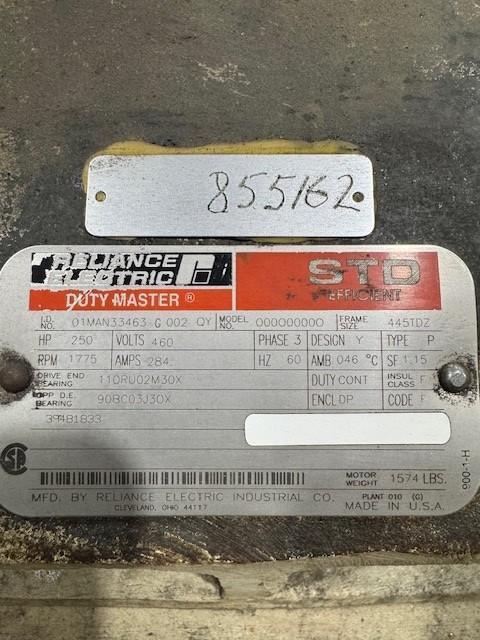 855162
RELIANCE ELECTRIC
STD
DUTY MASTER®
EFFICIENT
I.D. NO. 01MAN33463-G 002 QY MODEL NO. 000000000 FRAME SIZE 445TDZ
HP 250 VOLTS 460 PHASE 3 DESIGN Y TYPE P
RPM 1775 AMPS 284. HZ 60 AMB 046 °C SF 1.15
DRIVE END BEARING 110RU02M30X DUTY CONT INSUL CLASS F
OPP D.E. BEARING 90BC03J30X ENCL DP CODE F
394B1833
MOTOR WEIGHT 1574 LBS.
900-1-H
MFD. BY RELIANCE ELECTRIC INDUSTRIAL CO. PLANT 010 (G)
CLEVELAND, OHIO 44117 MADE IN U.S.A.